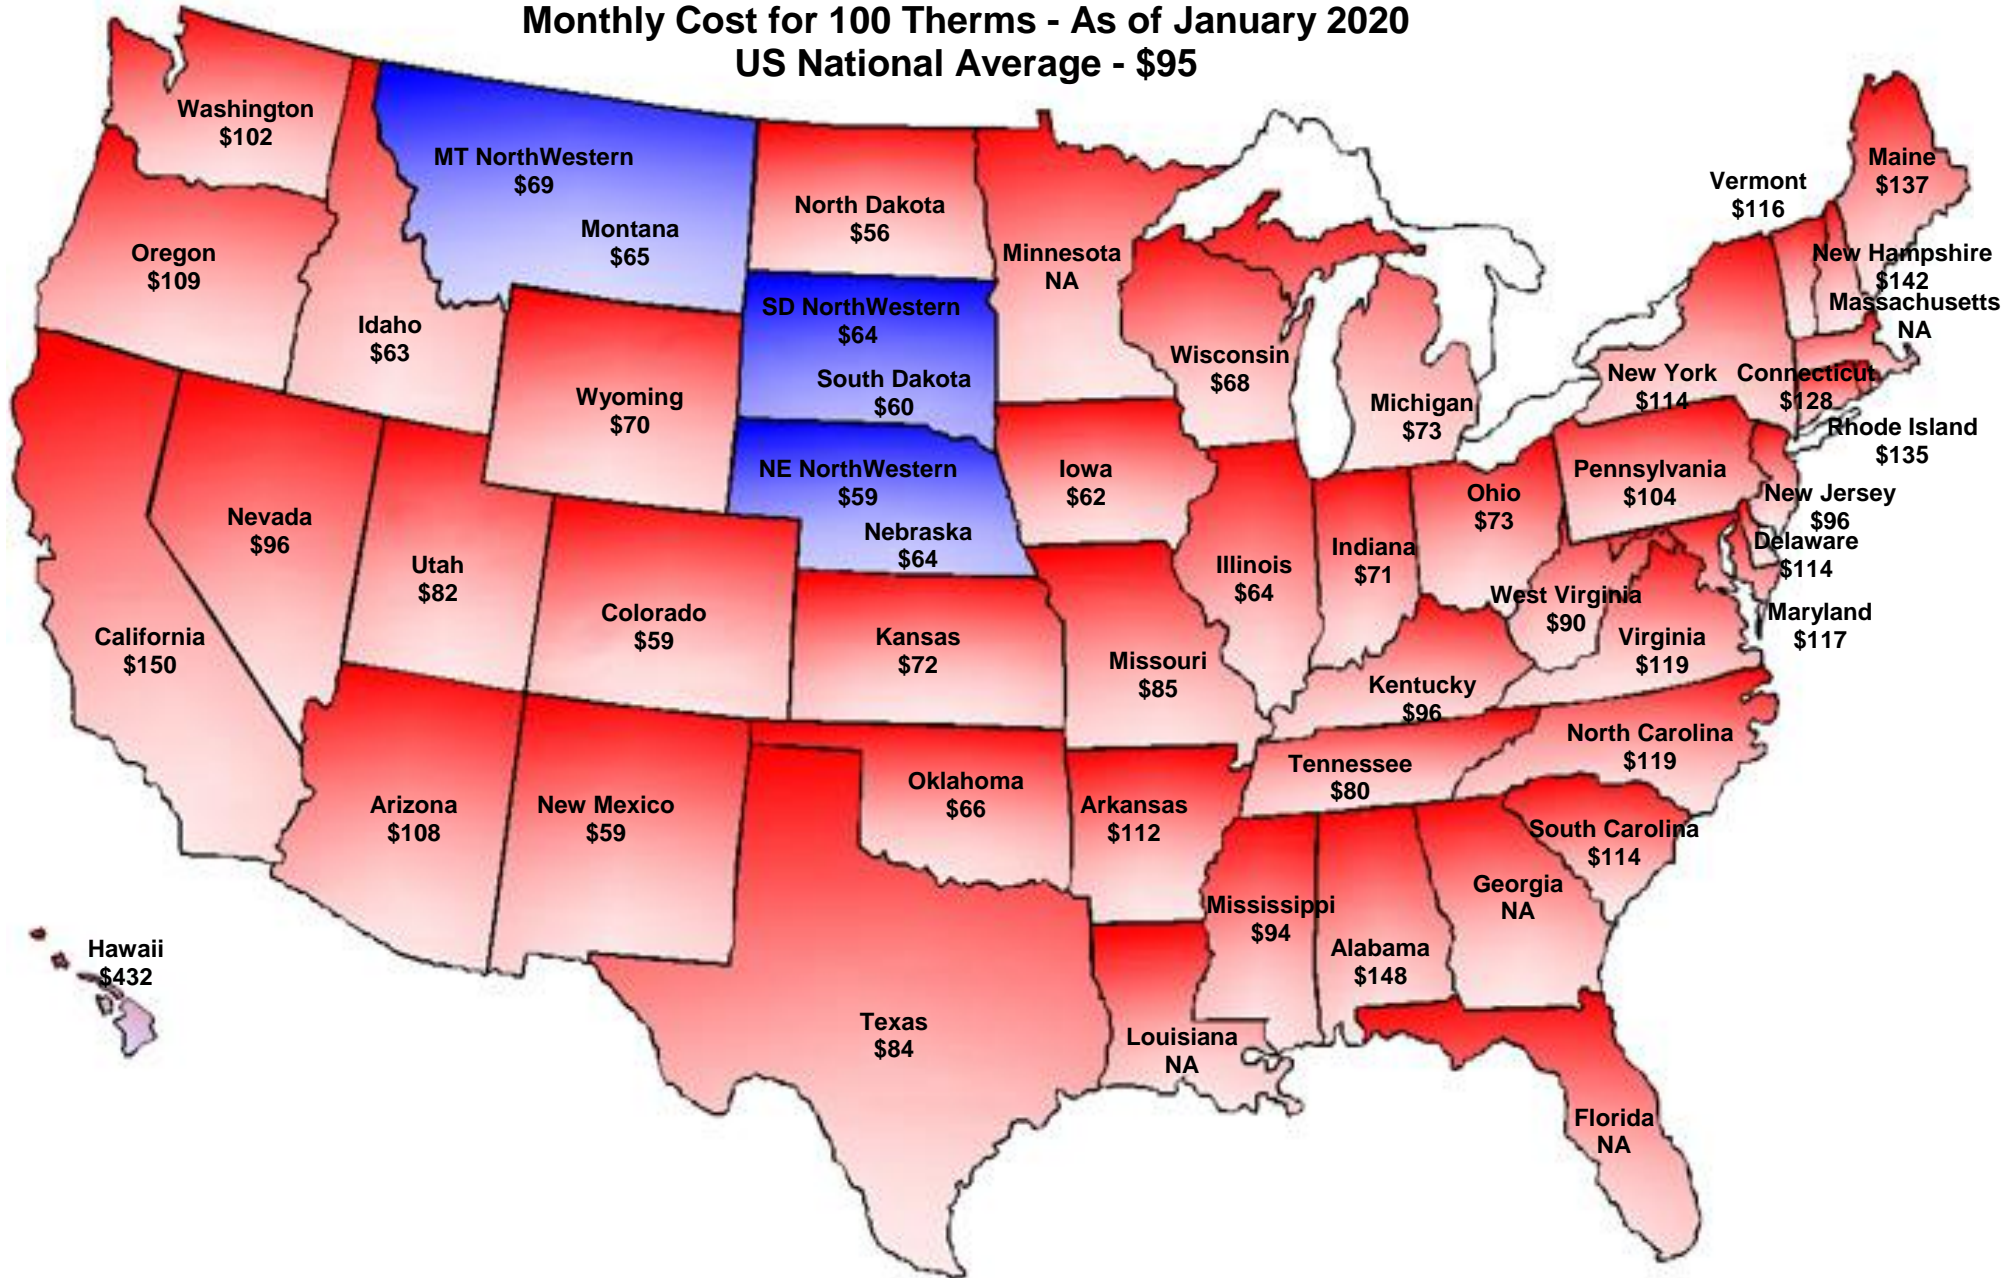 Monthly Cost for 100 Therms - As of January 2020
US National Average - $95
Washington
$102
MT NorthWestern
$69
Montana
$65
North Dakota
$56
Minnesota
NA
Vermont
$116
Maine
$137
New Hampshire
$142
Massachusetts
NA
Oregon
$109
Idaho
$63
Wyoming
$70
SD NorthWestern
$64
South Dakota
$60
Wisconsin
$68
Michigan
$73
New York
$114
Connecticut
$128
Rhode Island
$135
NE NorthWestern
$59
Nebraska
$64
Iowa
$62
Ohio
$73
Pennsylvania
$104
New Jersey
$96
Delaware
$114
Maryland
$117
Nevada
$96
Utah
$82
Colorado
$59
Illinois
$64
Indiana
$71
West Virginia
$90
Virginia
$119
California
$150
Kansas
$72
Missouri
$85
Kentucky
$96
North Carolina
$119
Tennessee
$80
Arizona
$108
New Mexico
$59
Oklahoma
$66
Arkansas
$112
South Carolina
$114
Georgia
NA
Mississippi
$94
Alabama
$148
Hawaii
$432
Texas
$84
Louisiana
NA
Florida
NA